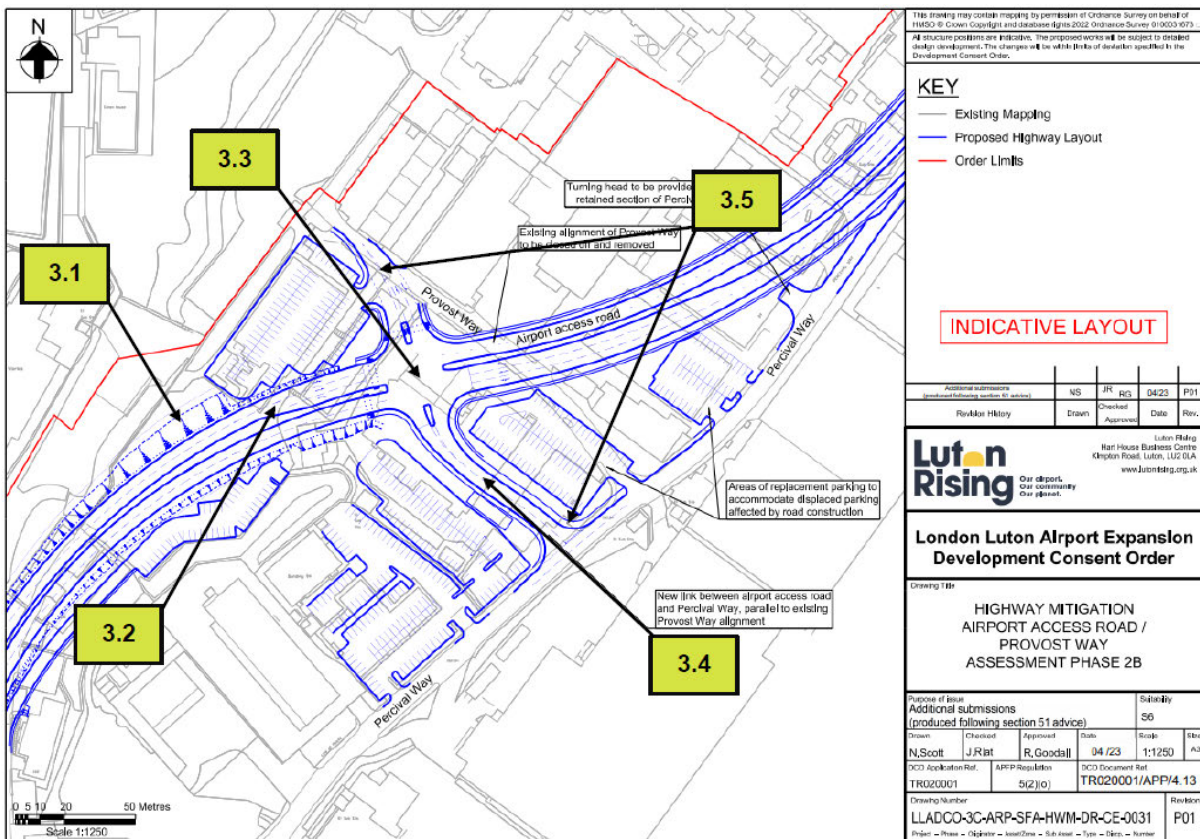 This drawing may contain mapping by permission of Ordnance Survey on behalf of
HMSO © Crown Copyright and database rights 2022 Ordnance Survey
All structure positions are indicative. The proposed works will be subject to detailed
design development. The changes will be within limits of deviation specified in the
Development Consent Order.
N
KEY
Existing Mapping
Proposed Highway Layout
Order Limits
3.3
3.5
3.1
Turning head to be provide
retained section of Perciv
Existing alignment of Provost Way
to be closed off and removed
Provost Way
Airport access road
Percival Way
INDICATIVE LAYOUT
Additional submissions
(produced following section 51 advice)
NS
JR
RG
04/23
P01
Revision History
Drawn
Checked
Approved
Date
Rev.
Luton
Rising
Our airport.
Our community
Our planet.
Luton Rising
Hart House Business Centre
Kimpton Road, Luton, LU2 0LA
www.lutonrising.org.uk
Areas of replacement parking to
accommodate displaced parking
affected by road construction
New link between airport access road
and Percival Way, parallel to existing
Provost Way alignment
3.2
3.4
Percival Way
London Luton Airport Expansion
Development Consent Order
Drawing Title
HIGHWAY MITIGATION
AIRPORT ACCESS ROAD /
PROVOST WAY
ASSESSMENT PHASE 2B
Purpose of issue
Additional submissions
(produced following section 51 advice)
Suitability
S6
Drawn
N.Scott
Checked
Approved
R.Goodall
Date
04 /23
Scale
1:1250
Size
A3
DCO Application Ref.
TR020001
APFP Regulation
5(2)(o)
DCO Document Ref.
TR020001/APP/4.13
Drawing Number
LLADCO-3C-ARP-SFA-HWM-DR-CE-0031
Revision
P01
Project – Phase – Originator – Asset/Zone – Sub Asset – Type – Disc. – Number
0 5 10 20 50 Metres
Scale 1:1250